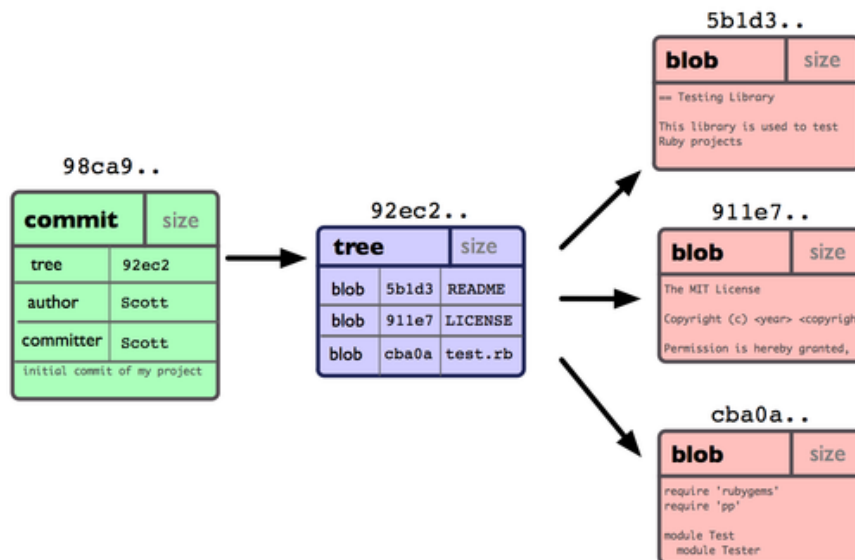 98ca9..
commit size
tree 92ec2
author Scott
committer Scott
initial commit of my project
92ec2..
tree size
blob 5b1d3 README
blob 911e7 LICENSE
blob cba0a test.rb
5b1d3..
blob size
== Testing Library
This library is used to test
Ruby projects
911e7..
blob size
The MIT License
Copyright (c) <year> <copyrigh
Permission is hereby granted,
cba0a..
blob size
require 'rubygems'
require 'pp'
module Test
module Tester